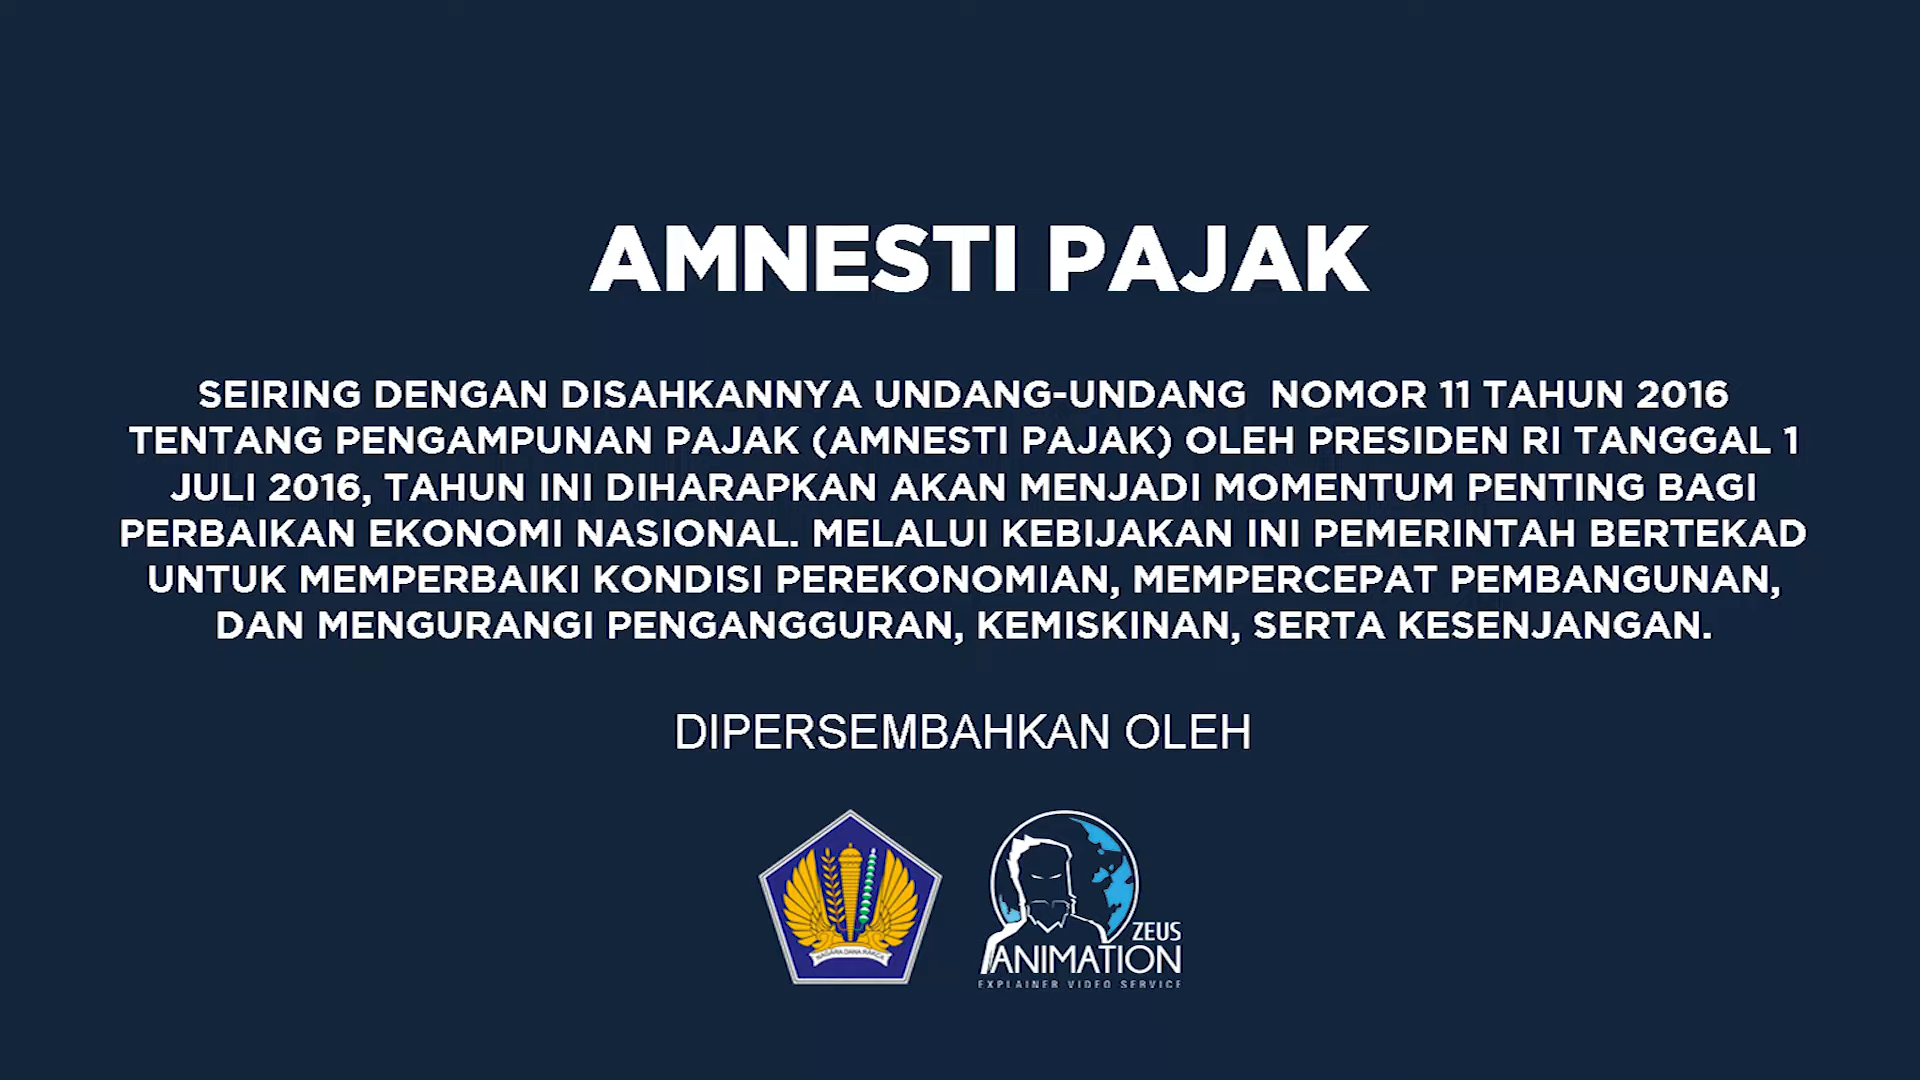 AMNESTI PAJAK
SEIRING DENGAN DISAHKANNYA UNDANG-UNDANG  NOMOR 11 TAHUN 2016
TENTANG PENGAMPUNAN PAJAK (AMNESTI PAJAK) OLEH PRESIDEN RI TANGGAL 1
JULI 2016, TAHUN INI DIHARAPKAN AKAN MENJADI MOMENTUM PENTING BAGI
PERBAIKAN EKONOMI NASIONAL. MELALUI KEBIJAKAN INI PEMERINTAH BERTEKAD
UNTUK MEMPERBAIKI KONDISI PEREKONOMIAN, MEMPERCEPAT PEMBANGUNAN,
DAN MENGURANGI PENGANGGURAN, KEMISKINAN, SERTA KESENJANGAN.
DIPERSEMBAHKAN OLEH
NAGARA DANA RAKCA
ZEUS
ANIMATION
EXPLAINER VIDEO SERVICE